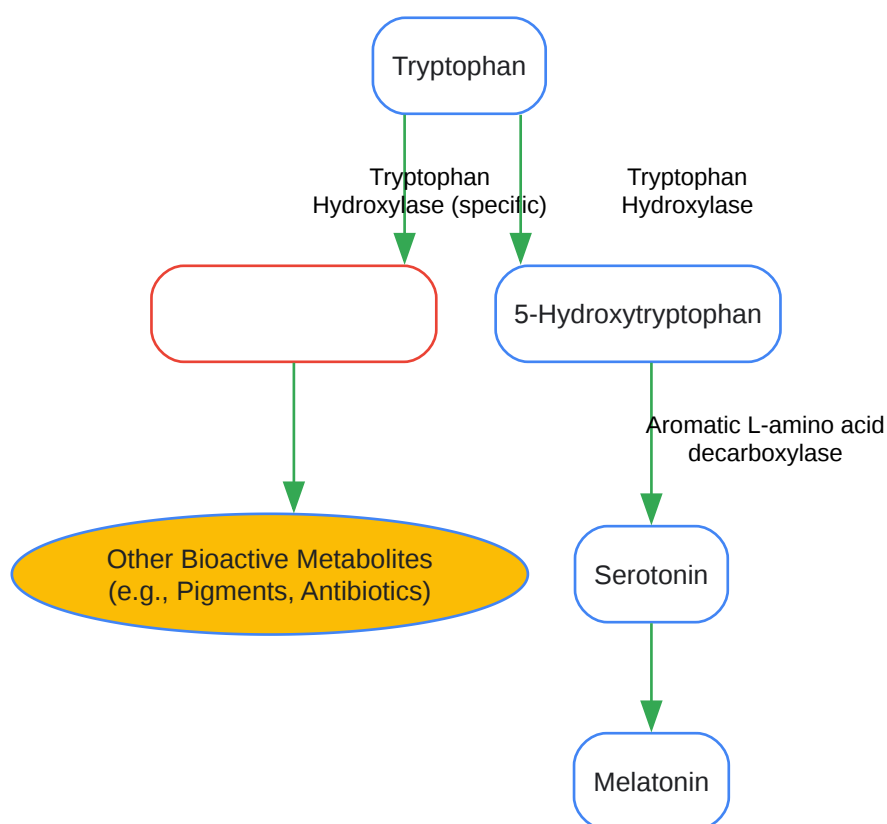 Tryptophan
Tryptophan
Hydroxylase (specific)
Tryptophan
Hydroxylase
5-Hydroxytryptophan
Aromatic L-amino acid
decarboxylase
Other Bioactive Metabolites
(e.g., Pigments, Antibiotics)
Serotonin
Melatonin